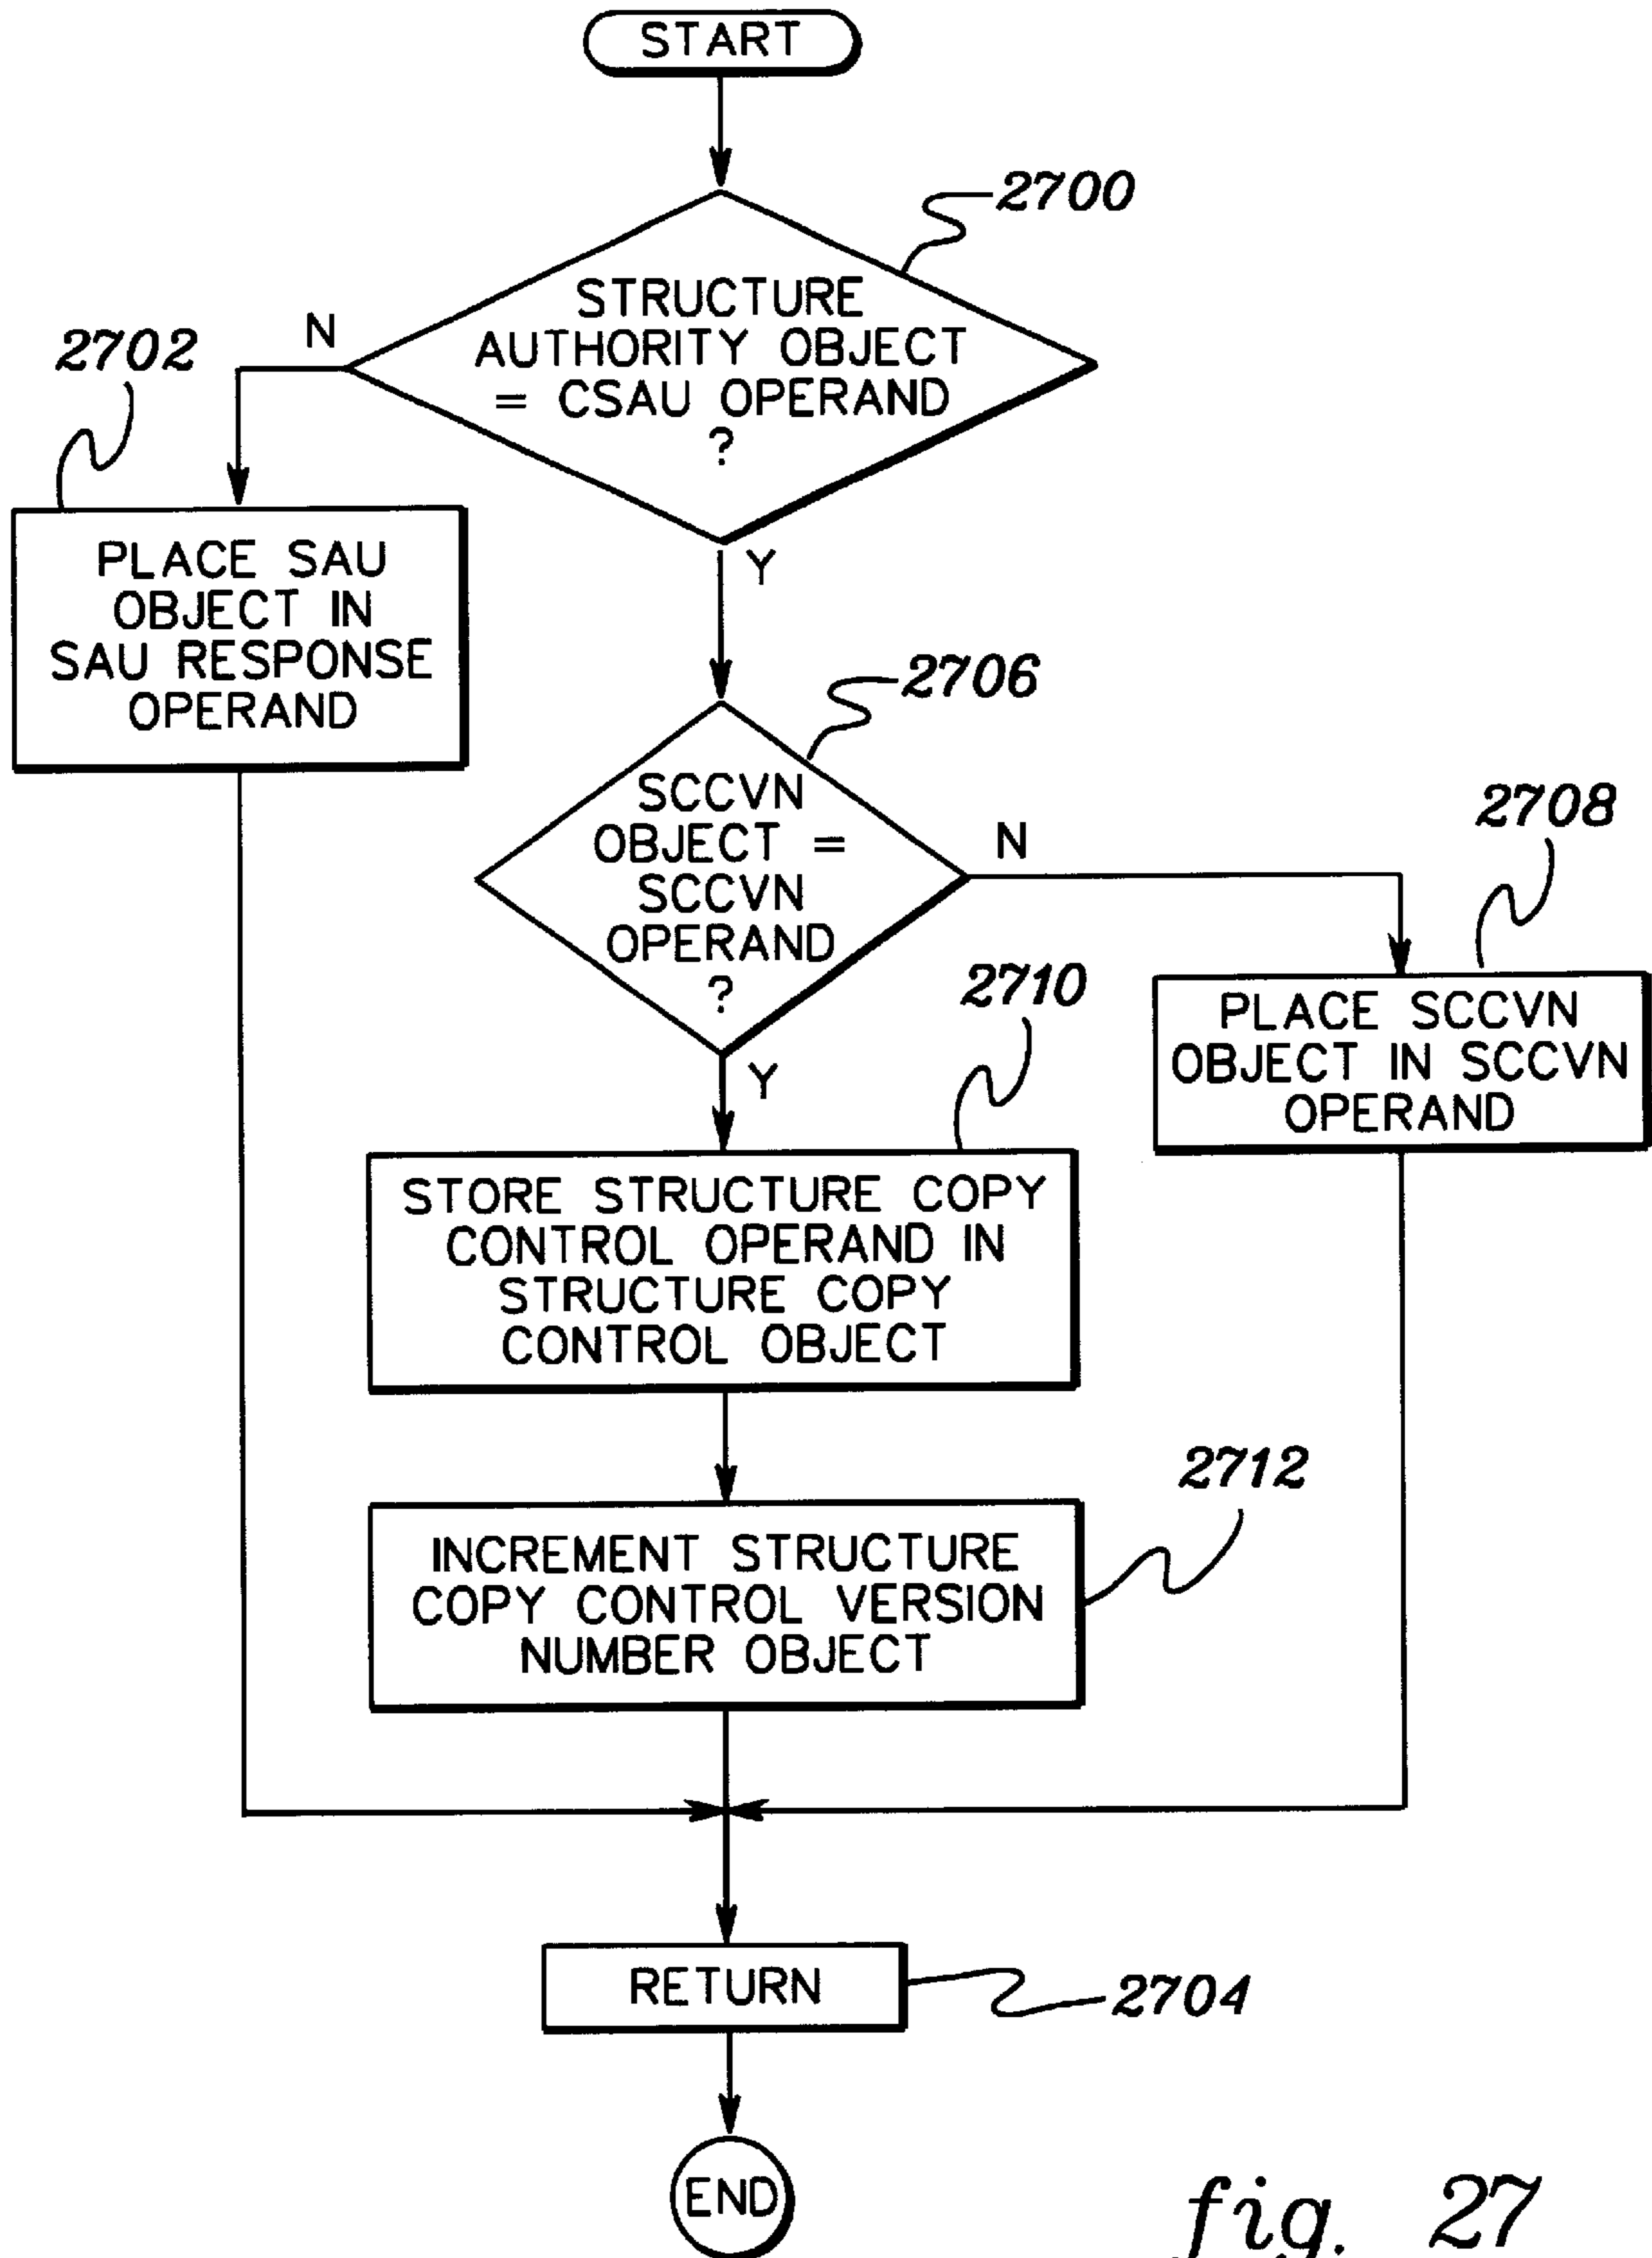 START
2700
STRUCTURE
AUTHORITY OBJECT
= CSAU OPERAND
?
N
2702
PLACE SAU
OBJECT IN
SAU RESPONSE
OPERAND
Y
2706
SCCVN
OBJECT =
SCCVN
OPERAND
?
N
2708
PLACE SCCVN
OBJECT IN SCCVN
OPERAND
Y
2710
STORE STRUCTURE COPY
CONTROL OPERAND IN
STRUCTURE COPY
CONTROL OBJECT
2712
INCREMENT STRUCTURE
COPY CONTROL VERSION
NUMBER OBJECT
RETURN
2704
END
fig. 27